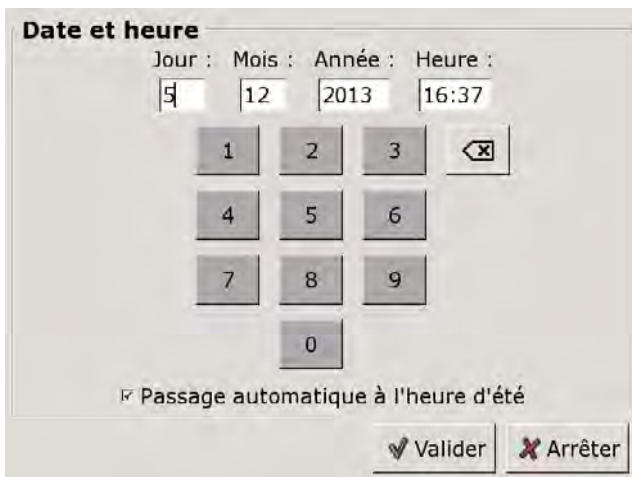 Date et heure
Jour : Mois : Année : Heure :
5 12 2013 16:37
1 2 3
4 5 6
7 8 9
0
Passage automatique à l'heure d'été
Valider Arrêter